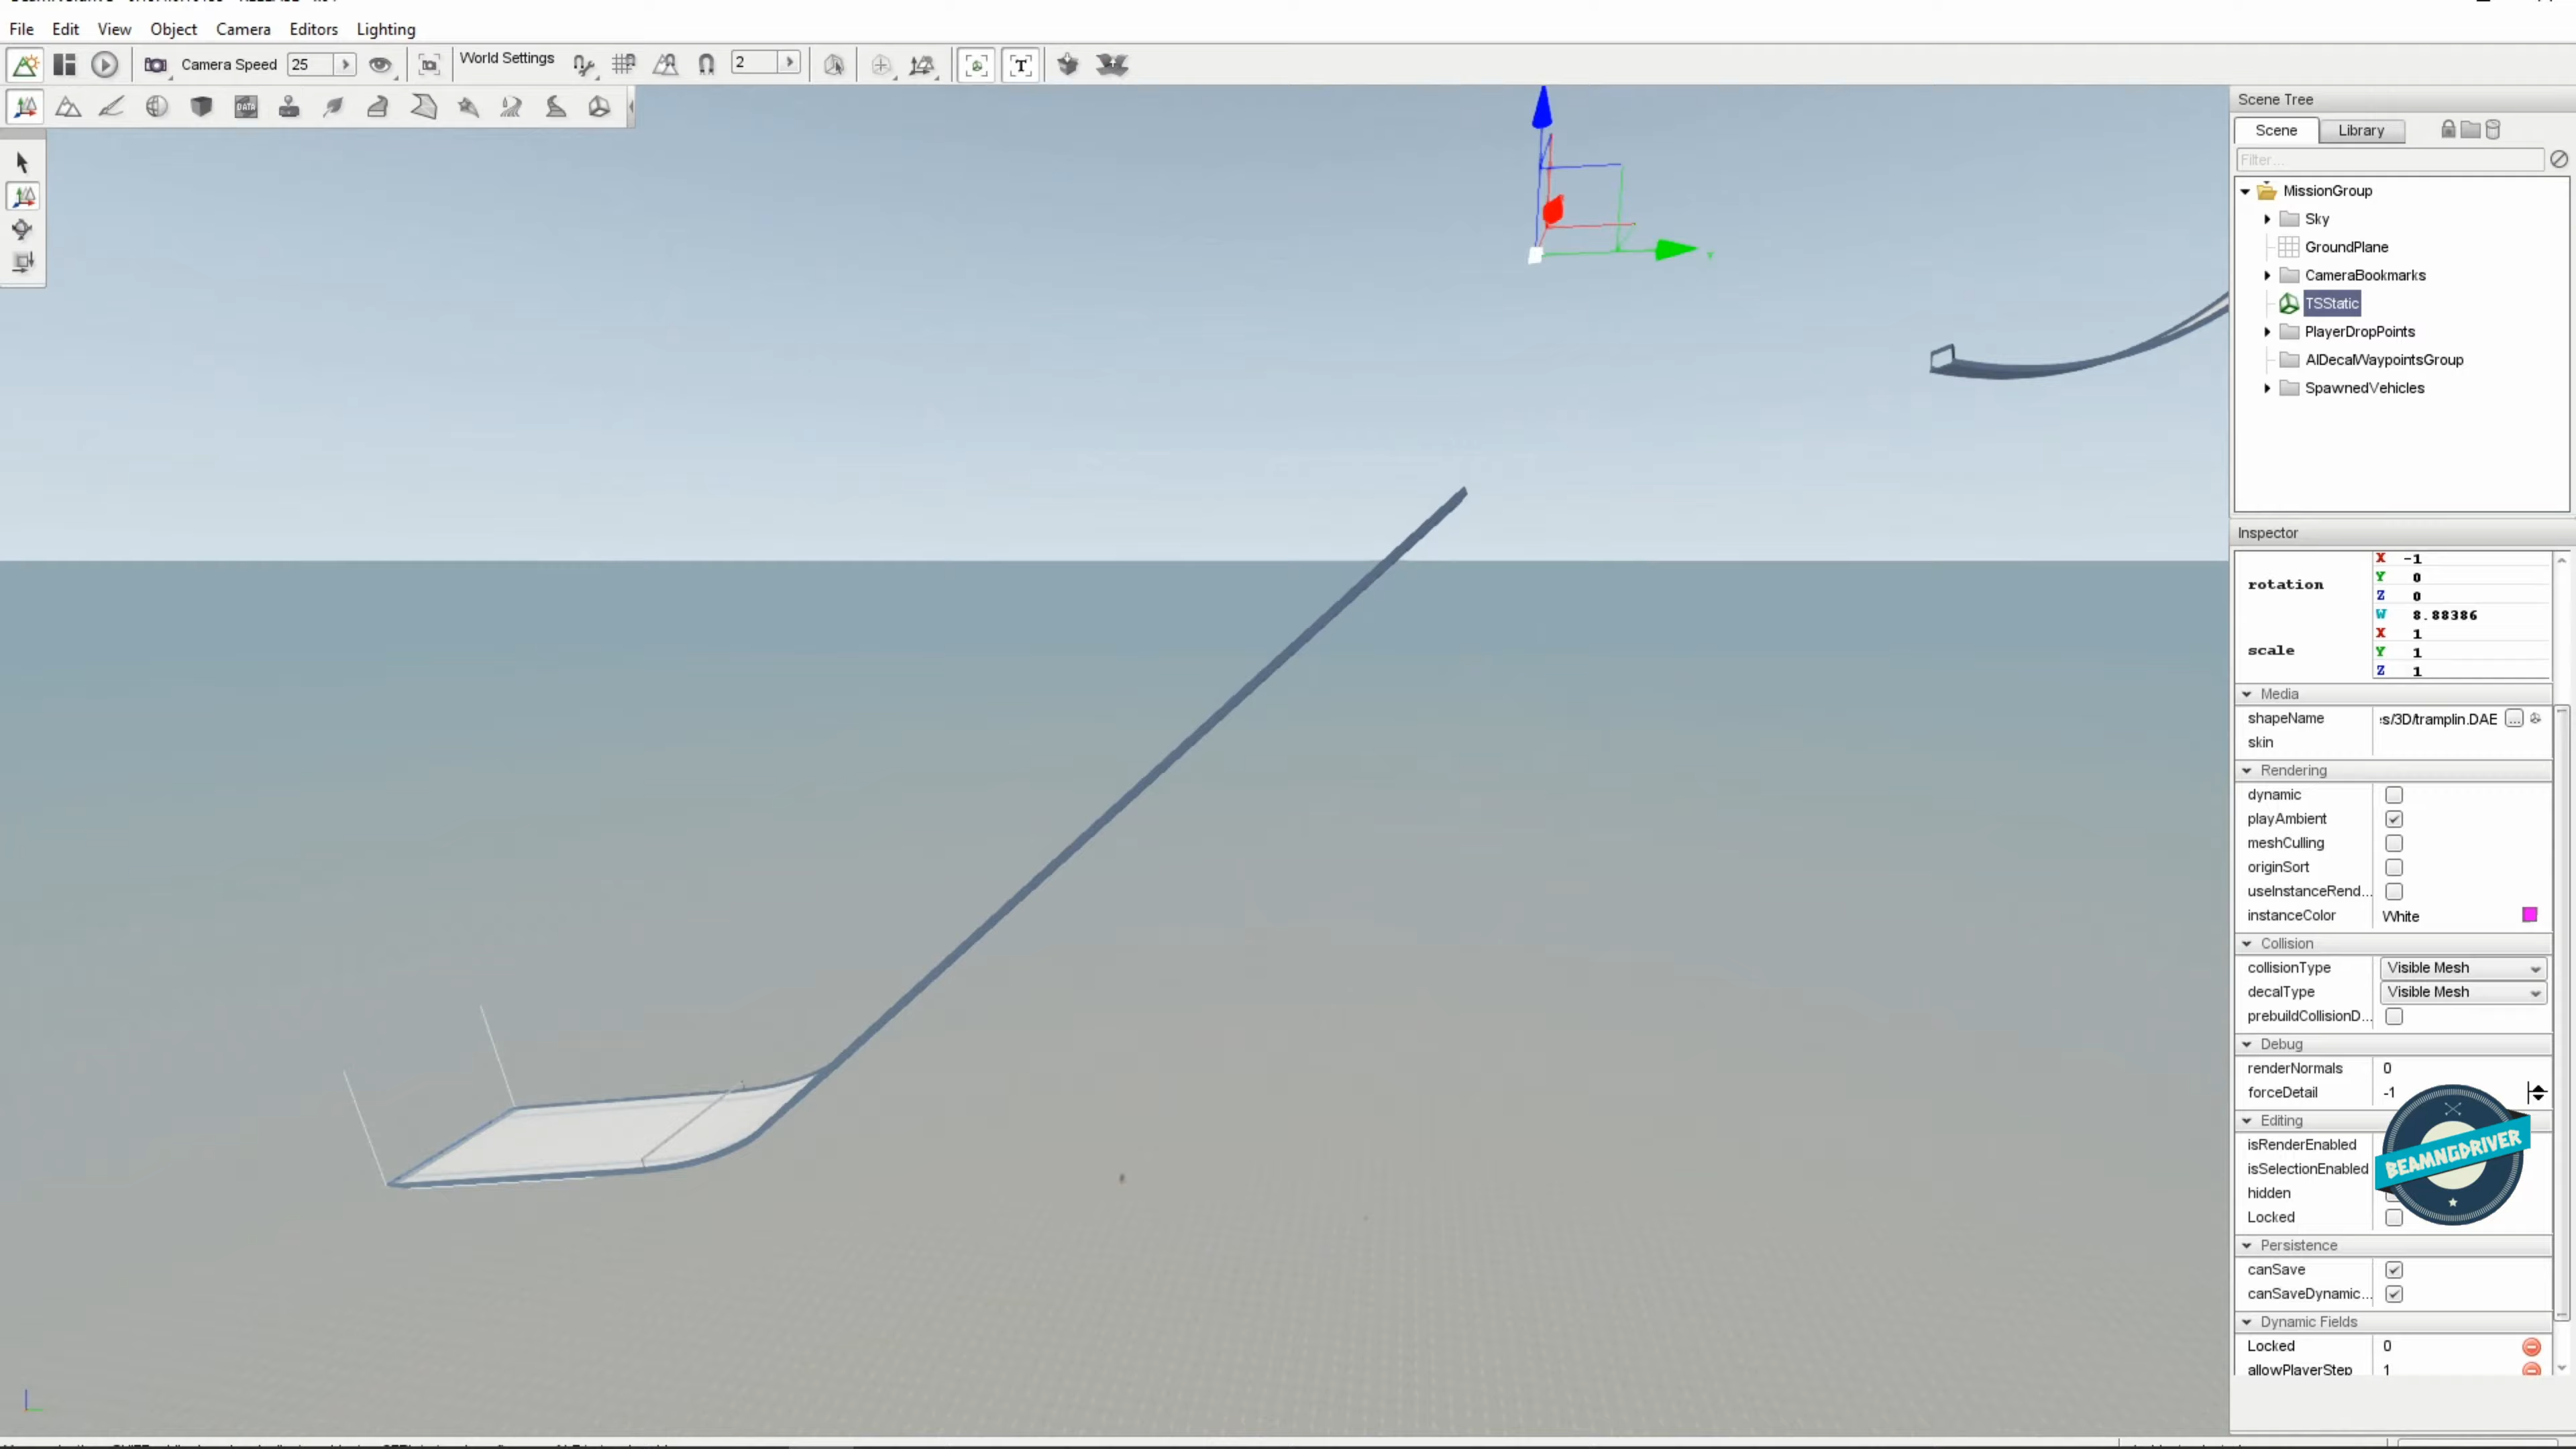 File Edit View Object Camera Editors Lighting
Camera Speed 25 World Settings 2
DATA
T
Scene Tree
Scene Library
Filter...
MissionGroup
Sky
GroundPlane
CameraBookmarks
TSStatic
PlayerDropPoints
AIDecalWaypointsGroup
SpawnedVehicles
Inspector
rotation
X -1
Y 0
Z 0
W 8.88386
scale
X 1
Y 1
Z 1
Media
shapeName s/3D/tramplin.DAE ...
skin
Rendering
dynamic
playAmbient
meshCulling
originSort
useInstanceRend...
instanceColor White
Collision
collisionType Visible Mesh
decalType Visible Mesh
prebuildCollisionD...
Debug
renderNormals 0
forceDetail -1
Editing
isRenderEnabled
isSelectionEnabled
hidden
Locked
BEAMNGDRIVER
Persistence
canSave
canSaveDynamic...
Dynamic Fields
Locked 0
allowPlayerStep 1